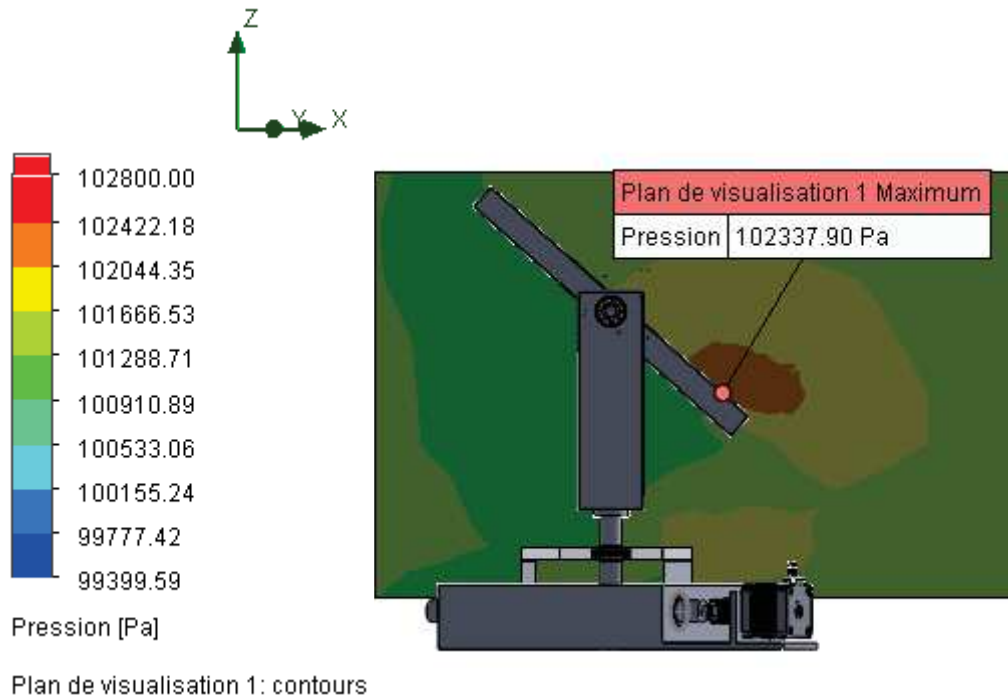 Z
Y X
102800.00
102422.18
102044.35
101666.53
101288.71
100910.89
100533.06
100155.24
99777.42
99399.59
Pression [Pa]
Plan de visualisation 1: contours
Plan de visualisation 1 Maximum
Pression 102337.90 Pa